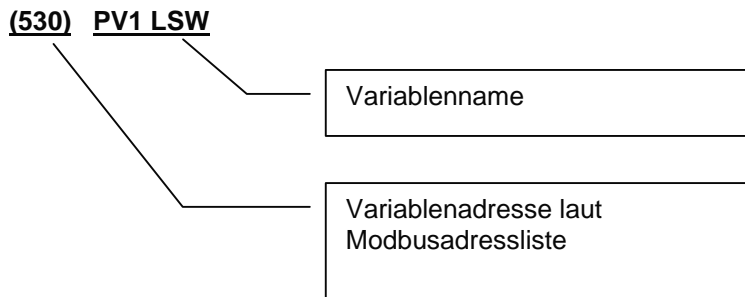 (530) PV1 LSW
Variablenname
Variablenadresse laut
Modbusadressliste